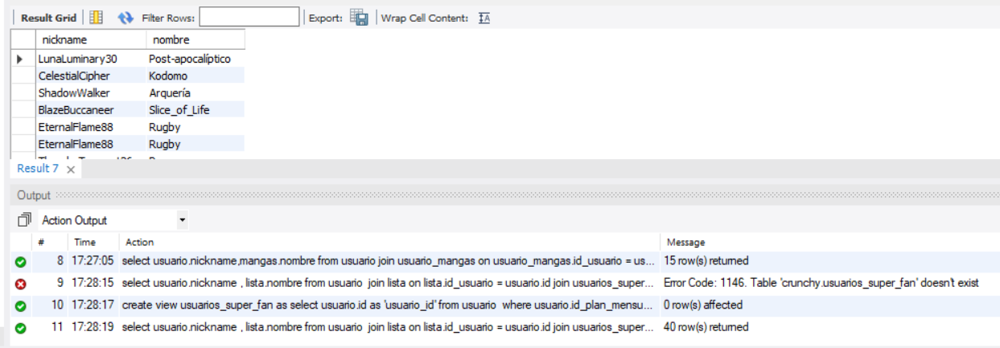 Result Grid Filter Rows: Export: Wrap Cell Content: IA
nickname nombre
LunaLuminary30 Post-apocalíptico
CelestialCipher Kodomo
ShadowWalker Arquería
BlazeBuccaneer Slice_of_Life
EternalFlame88 Rugby
EternalFlame88 Rugby
Result 7
Output
Action Output
# Time Action Message
8 17:27:05 select usuario.nickname,mangas.nombre from usuario join usuario_mangas on usuario_mangas.id_usuario = us... 15 row(s) returned
9 17:28:15 select usuario.nickname , lista.nombre from usuario join lista on lista.id_usuario = usuario.id join usuarios_super... Error Code: 1146. Table 'crunchy.usuarios_super_fan' doesn't exist
10 17:28:17 create view usuarios_super_fan as select usuario.id as 'usuario_id' from usuario where usuario.id_plan_mensu... 0 row(s) affected
11 17:28:19 select usuario.nickname , lista.nombre from usuario join lista on lista.id_usuario = usuario.id join usuarios_super... 40 row(s) returned